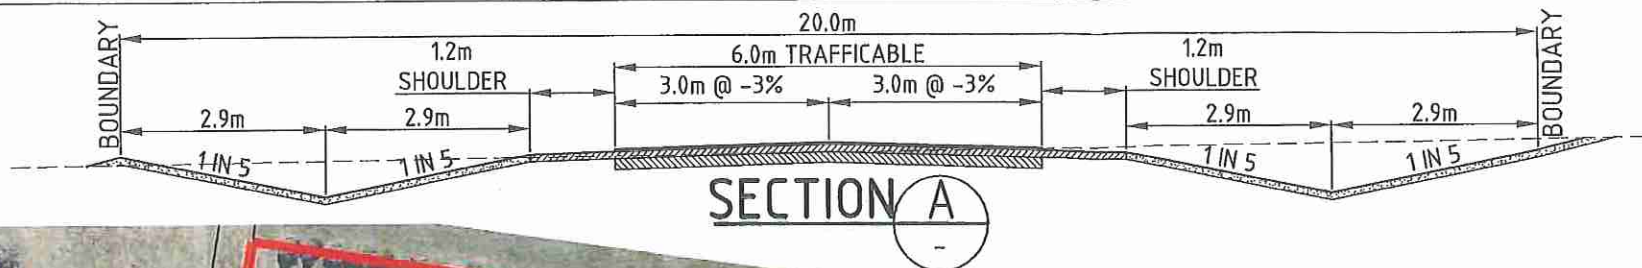 20.0m
BOUNDARY
BOUNDARY
1.2m
SHOULDER
6.0m TRAFFICABLE
1.2m
SHOULDER
3.0m @ -3%
3.0m @ -3%
2.9m
2.9m
2.9m
2.9m
1 IN 5
1 IN 5
1 IN 5
1 IN 5
SECTION A
-